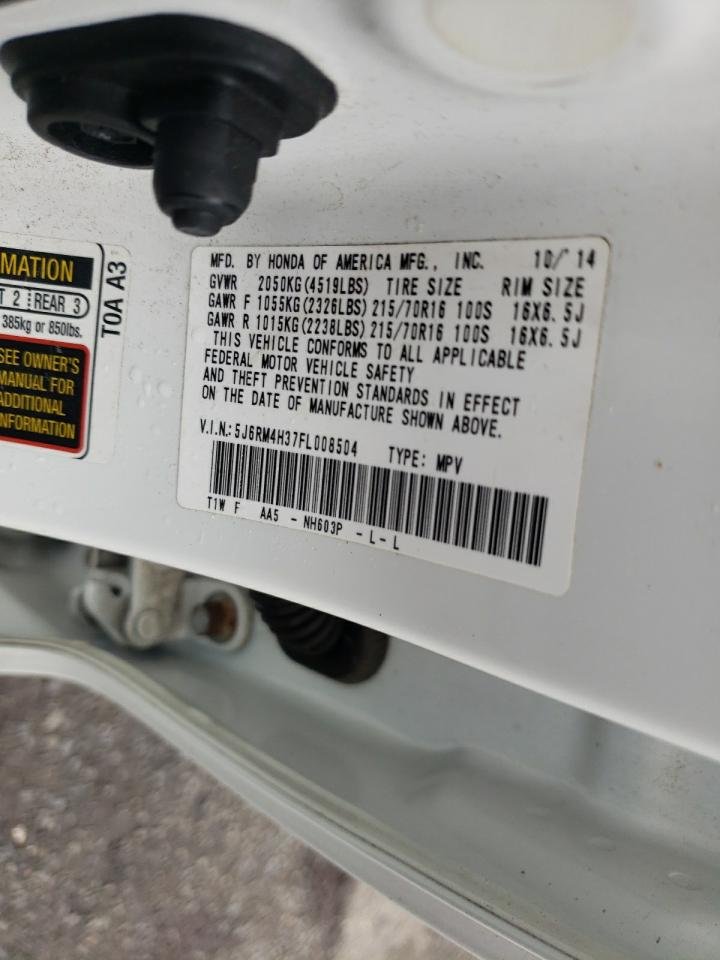 MATION
T 2 REAR 3
385kg or 850lbs.
SEE OWNER'S
MANUAL FOR
ADDITIONAL
INFORMATION
T0A A3
MFD. BY HONDA OF AMERICA MFG., INC. 10/'14
GVWR 2050KG(4519LBS) TIRE SIZE RIM SIZE
GAWR F 1055KG(2326LBS) 215/70R16 100S 16X6.5J
GAWR R 1015KG(2238LBS) 215/70R16 100S 16X6.5J
THIS VEHICLE CONFORMS TO ALL APPLICABLE
FEDERAL MOTOR VEHICLE SAFETY
AND THEFT PREVENTION STANDARDS IN EFFECT
ON THE DATE OF MANUFACTURE SHOWN ABOVE.
V.I.N.: 5J6RM4H37FL008504 TYPE: MPV
T1W F AA5 - NH603P - L - L